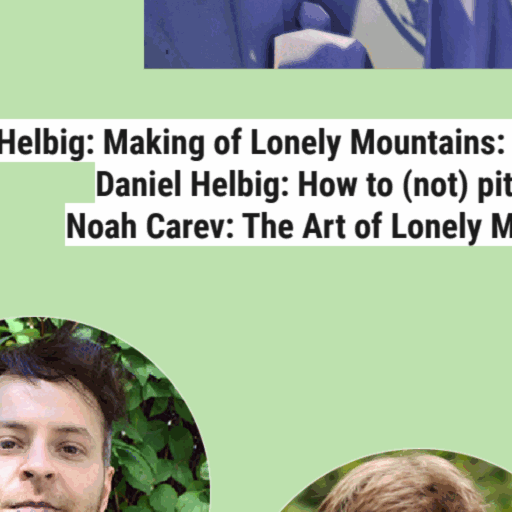 Helbig: Making of Lonely Mountains:
Daniel Helbig: How to (not) pit
Noah Carev: The Art of Lonely M